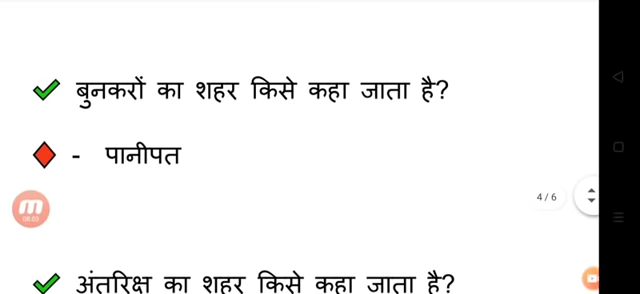 बुनकरों का शहर किसे कहा जाता है?
- पानीपत
4 / 6
अंतरिक्ष का शहर किसे कहा जाता है?